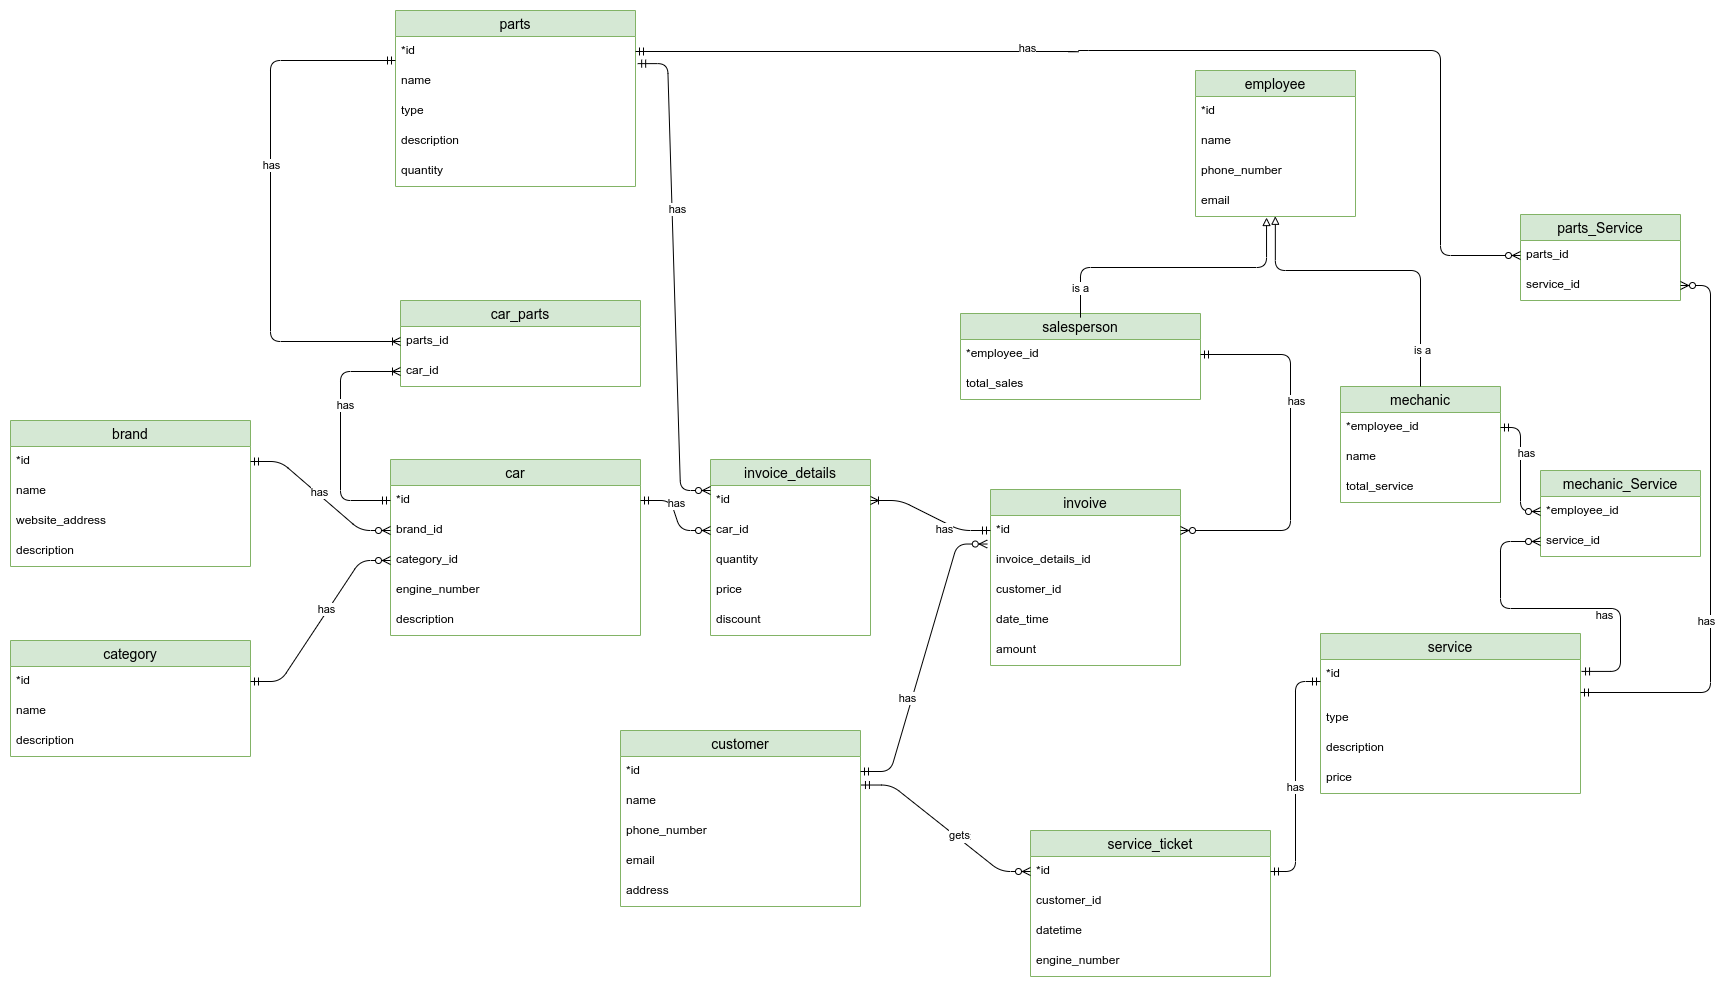 parts
*id
name
type
description
quantity
has
has
has
employee
*id
name
phone_number
email
parts_Service
parts_id
service_id
is a
is a
car_parts
parts_id
car_id
has
salesperson
*employee_id
total_sales
has
mechanic
*employee_id
name
total_service
has
mechanic_Service
*employee_id
service_id
has
has
brand
*id
name
website_address
description
has
car
*id
brand_id
category_id
engine_number
description
has
invoice_details
*id
car_id
quantity
price
discount
has
invoive
*id
invoice_details_id
customer_id
date_time
amount
has
category
*id
name
description
has
customer
*id
name
phone_number
email
address
gets
service
*id
type
description
price
has
service_ticket
*id
customer_id
datetime
engine_number